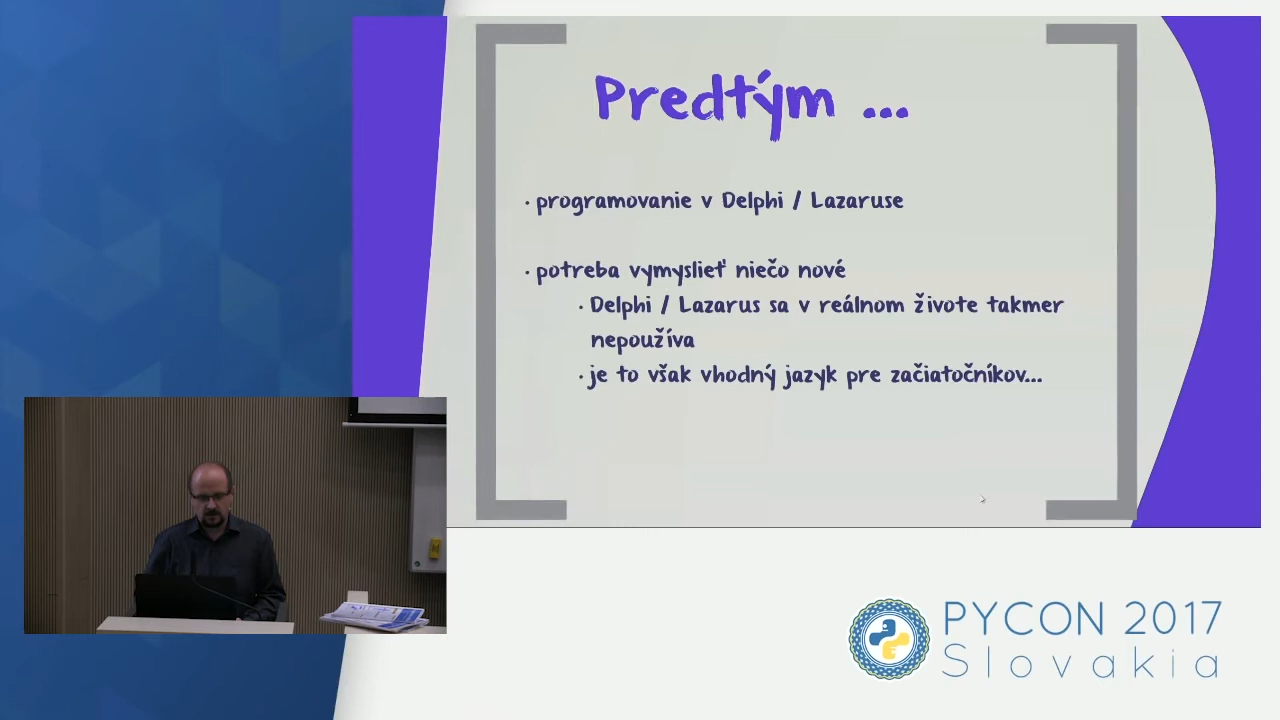 Predtým ...
· programovanie v Delphi / Lazaruse
· potreba vymyslieť niečo nové
· Delphi / Lazarus sa v reálnom živote takmer
nepoužíva
· je to však vhodný jazyk pre začiatočníkov...
PYCON 2017
Slovakia